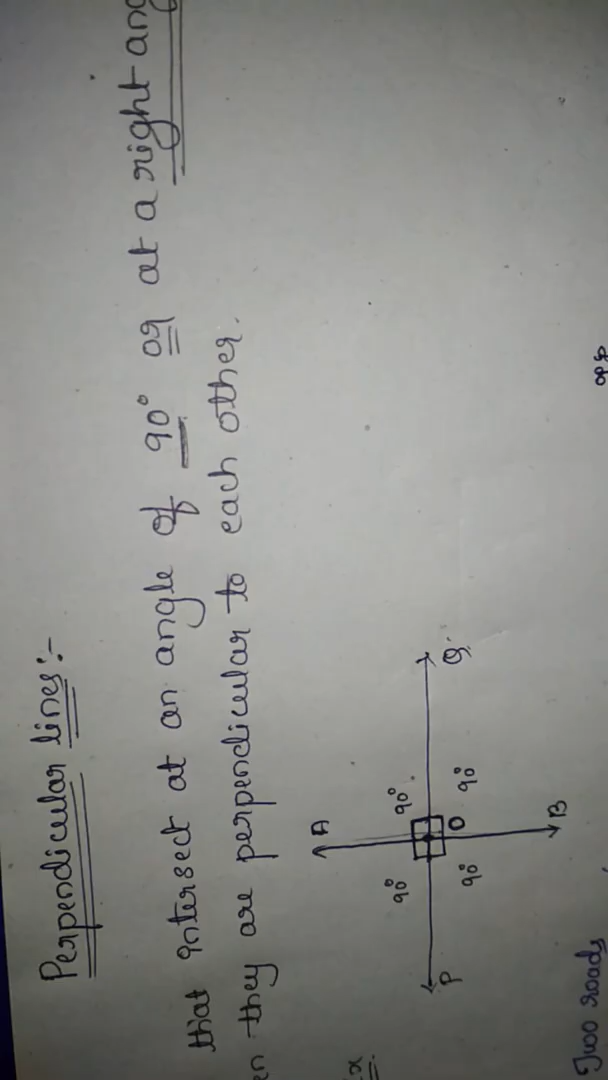 Perpendicular lines:-
that intersect at an angle of 90° or at a right
they are perpendicular to each other.
A
90° 90°
P O Q
90° 90°
B
Two roads
opp